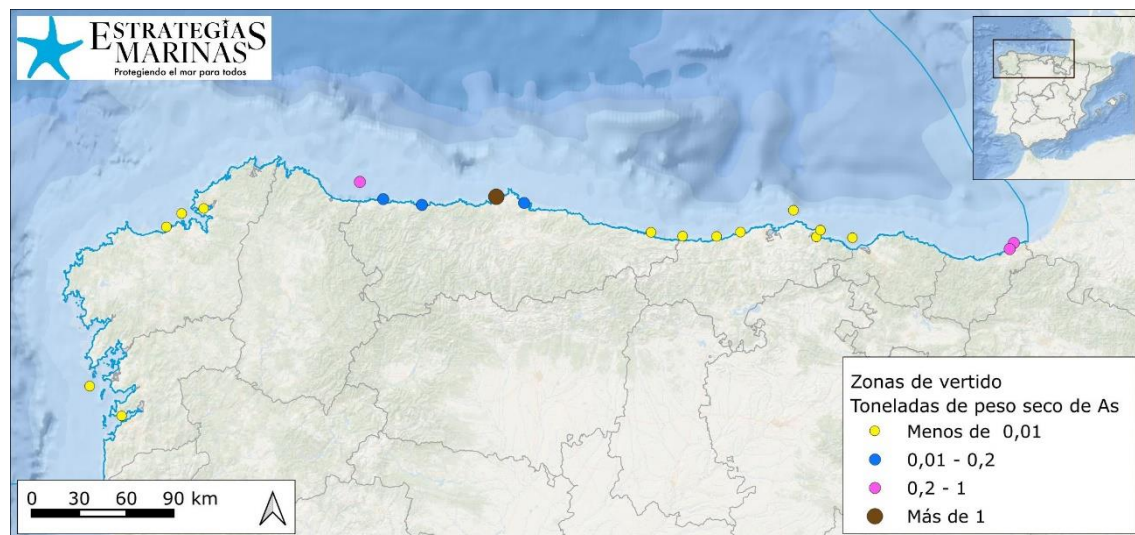 ESTRATEGIAS
MARINAS
Protegiendo el mar para todos
Zonas de vertido
Toneladas de peso seco de As
Menos de 0,01
0,01 - 0,2
0,2 - 1
Más de 1
0 30 60 90 km